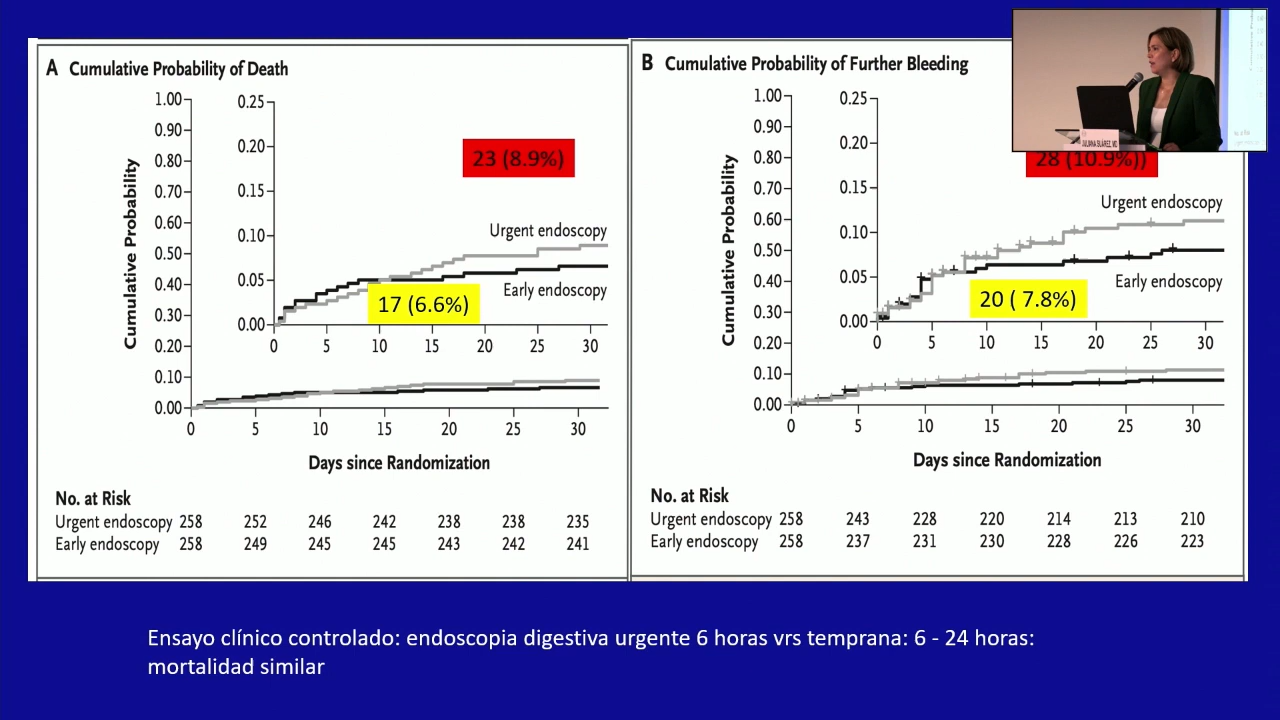 A Cumulative Probability of Death
Cumulative Probability
1.00
0.90
0.80
0.70
0.60
0.50
0.40
0.30
0.20
0.10
0.00
0.25
0.20
0.15
0.10
0.05
0.00
23 (8.9%)
Urgent endoscopy
Early endoscopy
17 (6.6%)
0 5 10 15 20 25 30
0 5 10 15 20 25 30
Days since Randomization
No. at Risk
Urgent endoscopy 258 252 246 242 238 238 235
Early endoscopy 258 249 245 245 243 242 241
B Cumulative Probability of Further Bleeding
Cumulative Probability
1.00
0.90
0.80
0.70
0.60
0.50
0.40
0.30
0.20
0.10
0.00
0.25
0.20
0.15
0.10
0.05
0.00
28 (10.9%))
Urgent endoscopy
Early endoscopy
20 ( 7.8%)
0 5 10 15 20 25 30
0 5 10 15 20 25 30
Days since Randomization
No. at Risk
Urgent endoscopy 258 243 228 220 214 213 210
Early endoscopy 258 237 231 230 228 226 223
JULIANA SUÁREZ, MD
Ensayo clínico controlado: endoscopia digestiva urgente 6 horas vrs temprana: 6 - 24 horas:
mortalidad similar